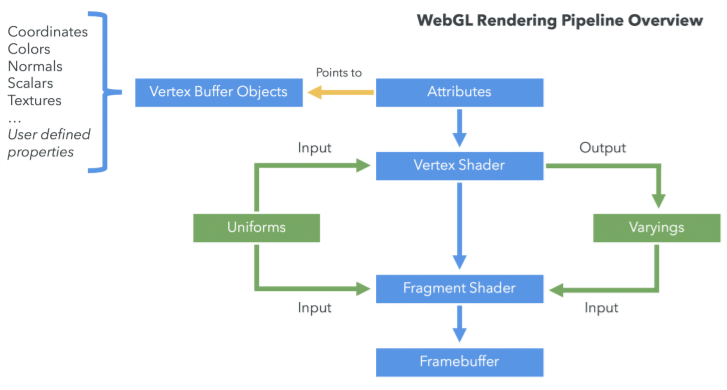 WebGL Rendering Pipeline Overview
Coordinates
Colors
Normals
Scalars
Textures
...
User defined
properties
Vertex Buffer Objects
Points to
Attributes
Input
Vertex Shader
Output
Uniforms
Varyings
Input
Fragment Shader
Input
Framebuffer